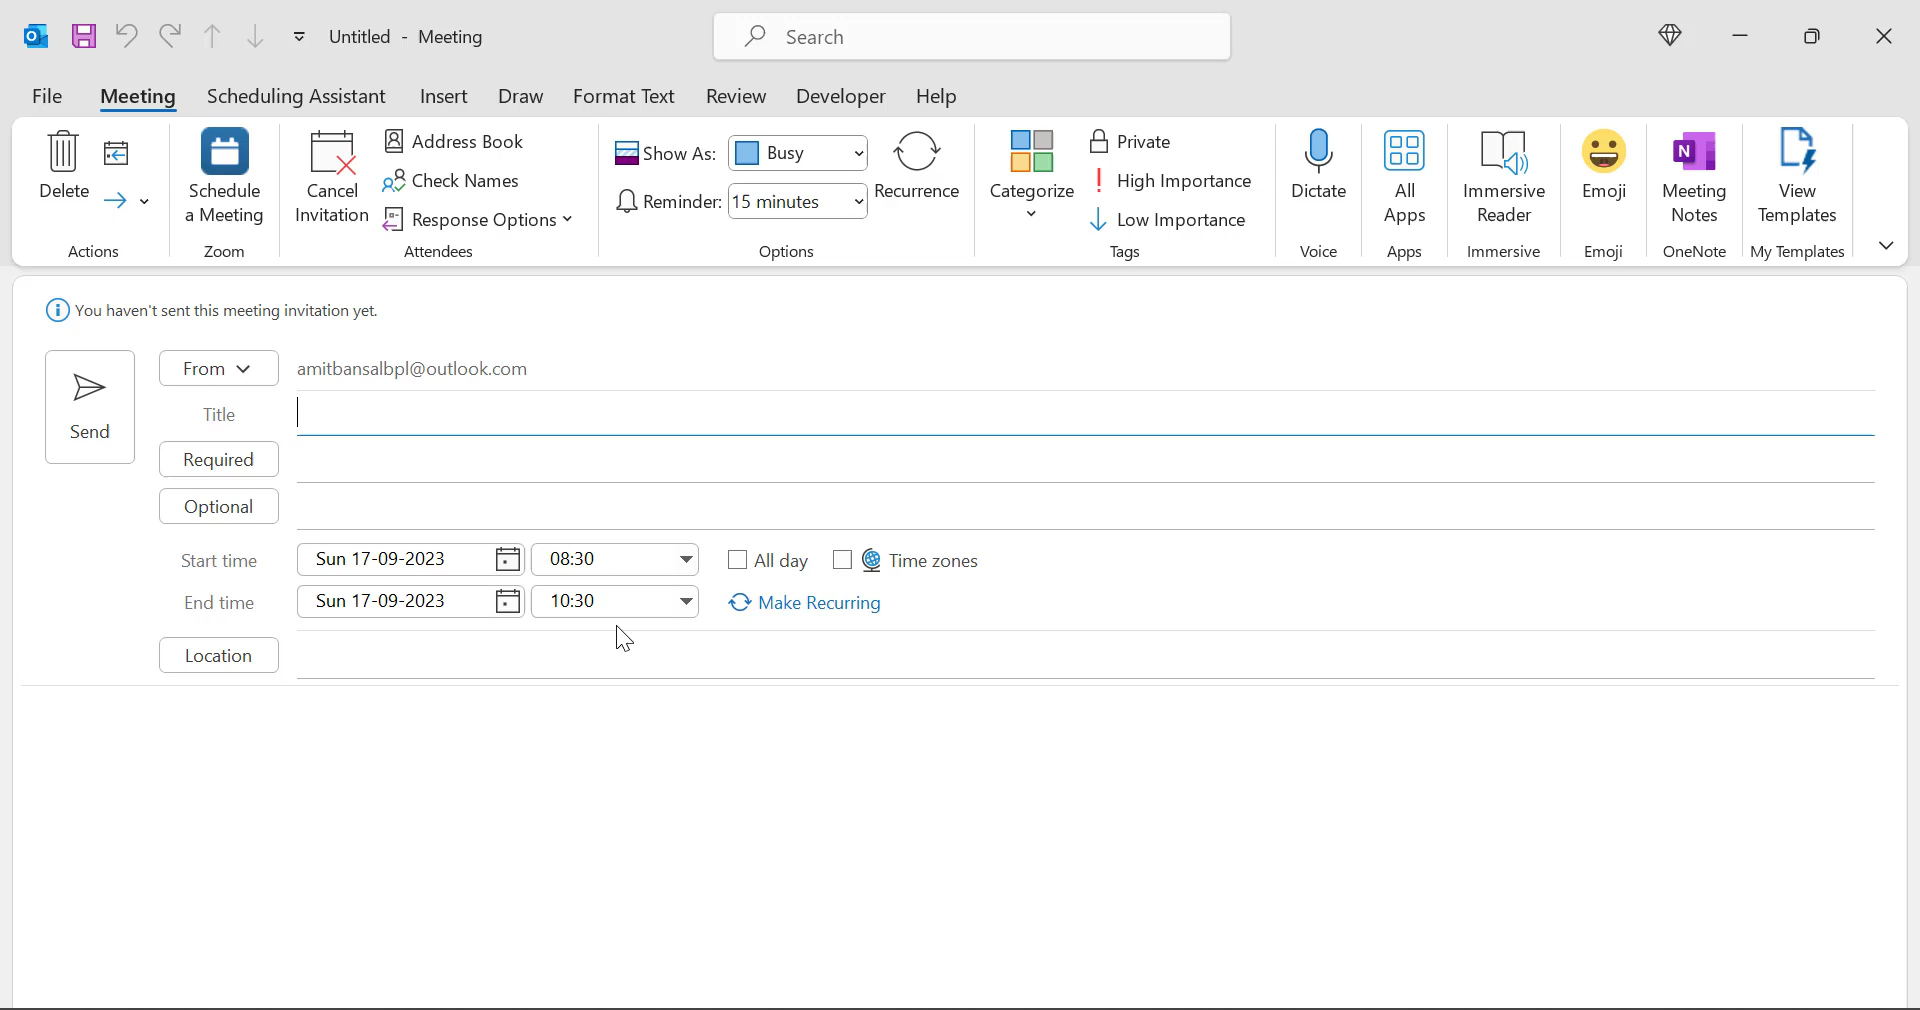 Untitled - Meeting
Search
File Meeting Scheduling Assistant Insert Draw Format Text Review Developer Help
Delete
Actions
Schedule
a Meeting
Zoom
Cancel
Invitation
Address Book
Check Names
Response Options
Attendees
Show As: Busy
Reminder: 15 minutes
Recurrence
Options
Categorize
Private
High Importance
Low Importance
Tags
Dictate
Voice
All
Apps
Apps
Immersive
Reader
Immersive
Emoji
Emoji
Meeting
Notes
OneNote
View
Templates
My Templates
You haven't sent this meeting invitation yet.
Send
From amitbansalbpl@outlook.com
Title
Required
Optional
Start time Sun 17-09-2023 08:30 All day Time zones
End time Sun 17-09-2023 10:30 Make Recurring
Location